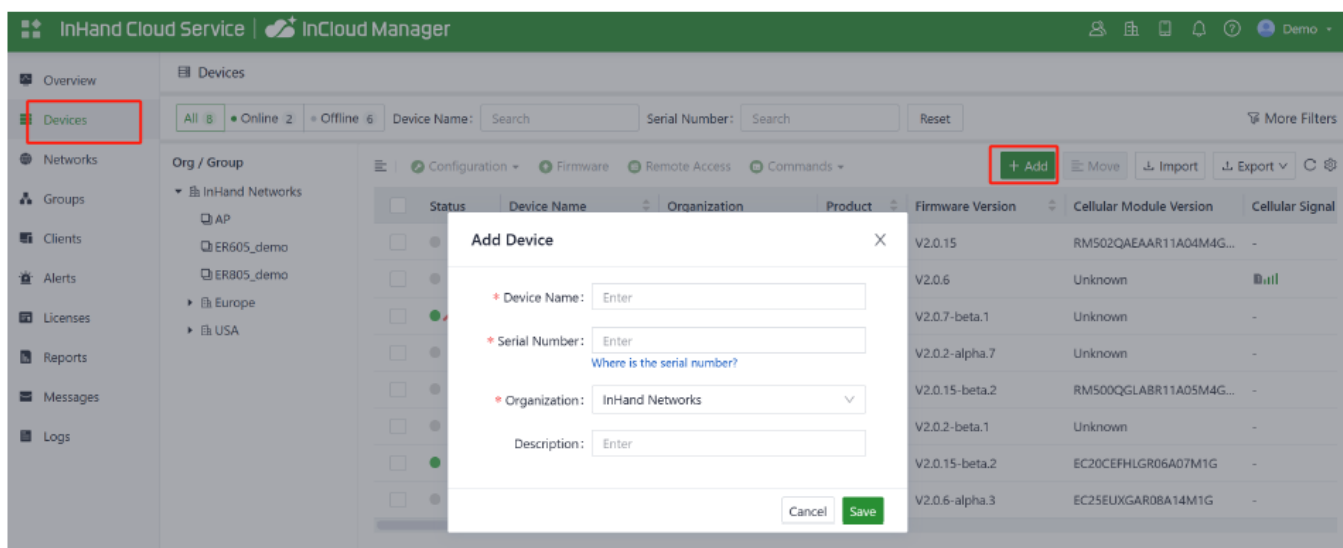 InHand Cloud Service | InCloud Manager Demo
Overview
Devices
Networks
Groups
Clients
Alerts
Licenses
Reports
Messages
Logs
Devices
All 8 Online 2 Offline 6 Device Name: Search Serial Number: Search Reset More Filters
Org / Group
InHand Networks
AP
ER605_demo
ER805_demo
Europe
USA
Configuration Firmware Remote Access Commands + Add Move Import Export
Status Device Name Organization Product Firmware Version Cellular Module Version Cellular Signal
V2.0.15 RM502QAEAAR11A04M4G... -
V2.0.6 Unknown
V2.0.7-beta.1 Unknown -
V2.0.2-alpha.7 Unknown -
V2.0.15-beta.2 RM500QGLABR11A05M4G... -
V2.0.2-beta.1 Unknown -
V2.0.15-beta.2 EC20CEFHLGR06A07M1G -
V2.0.6-alpha.3 EC25EUXGAR08A14M1G -
Add Device
* Device Name: Enter
* Serial Number: Enter
Where is the serial number?
* Organization: InHand Networks
Description: Enter
Cancel Save